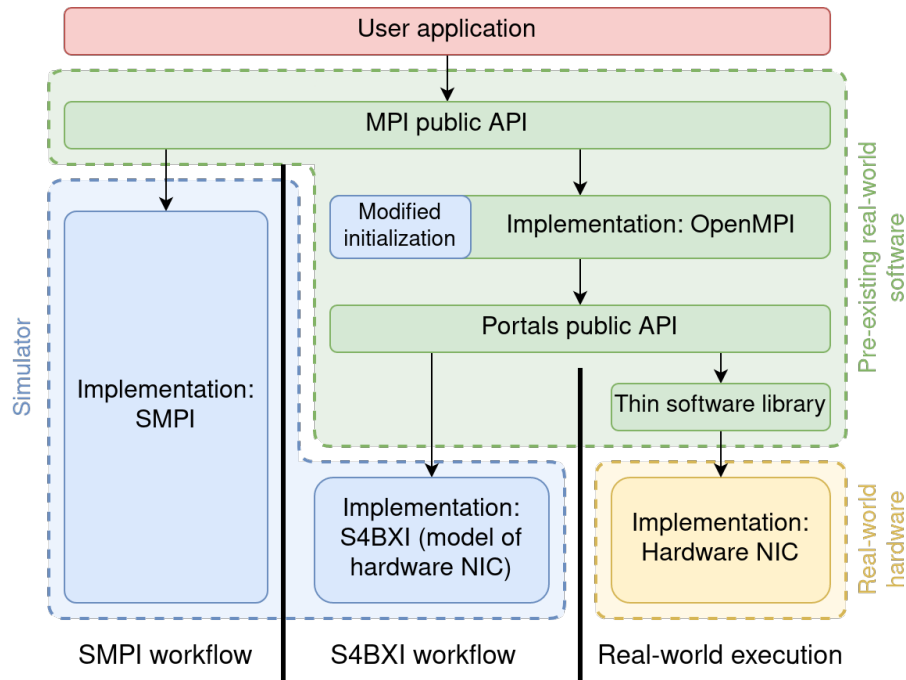 User application
MPI public API
Modified
initialization
Implementation: OpenMPI
Portals public API
Thin software library
Implementation:
SMPI
Implementation:
S4BXI (model of
hardware NIC)
Implementation:
Hardware NIC
Simulator
Pre-existing real-world
software
Real-world
hardware
SMPI workflow
S4BXI workflow
Real-world execution